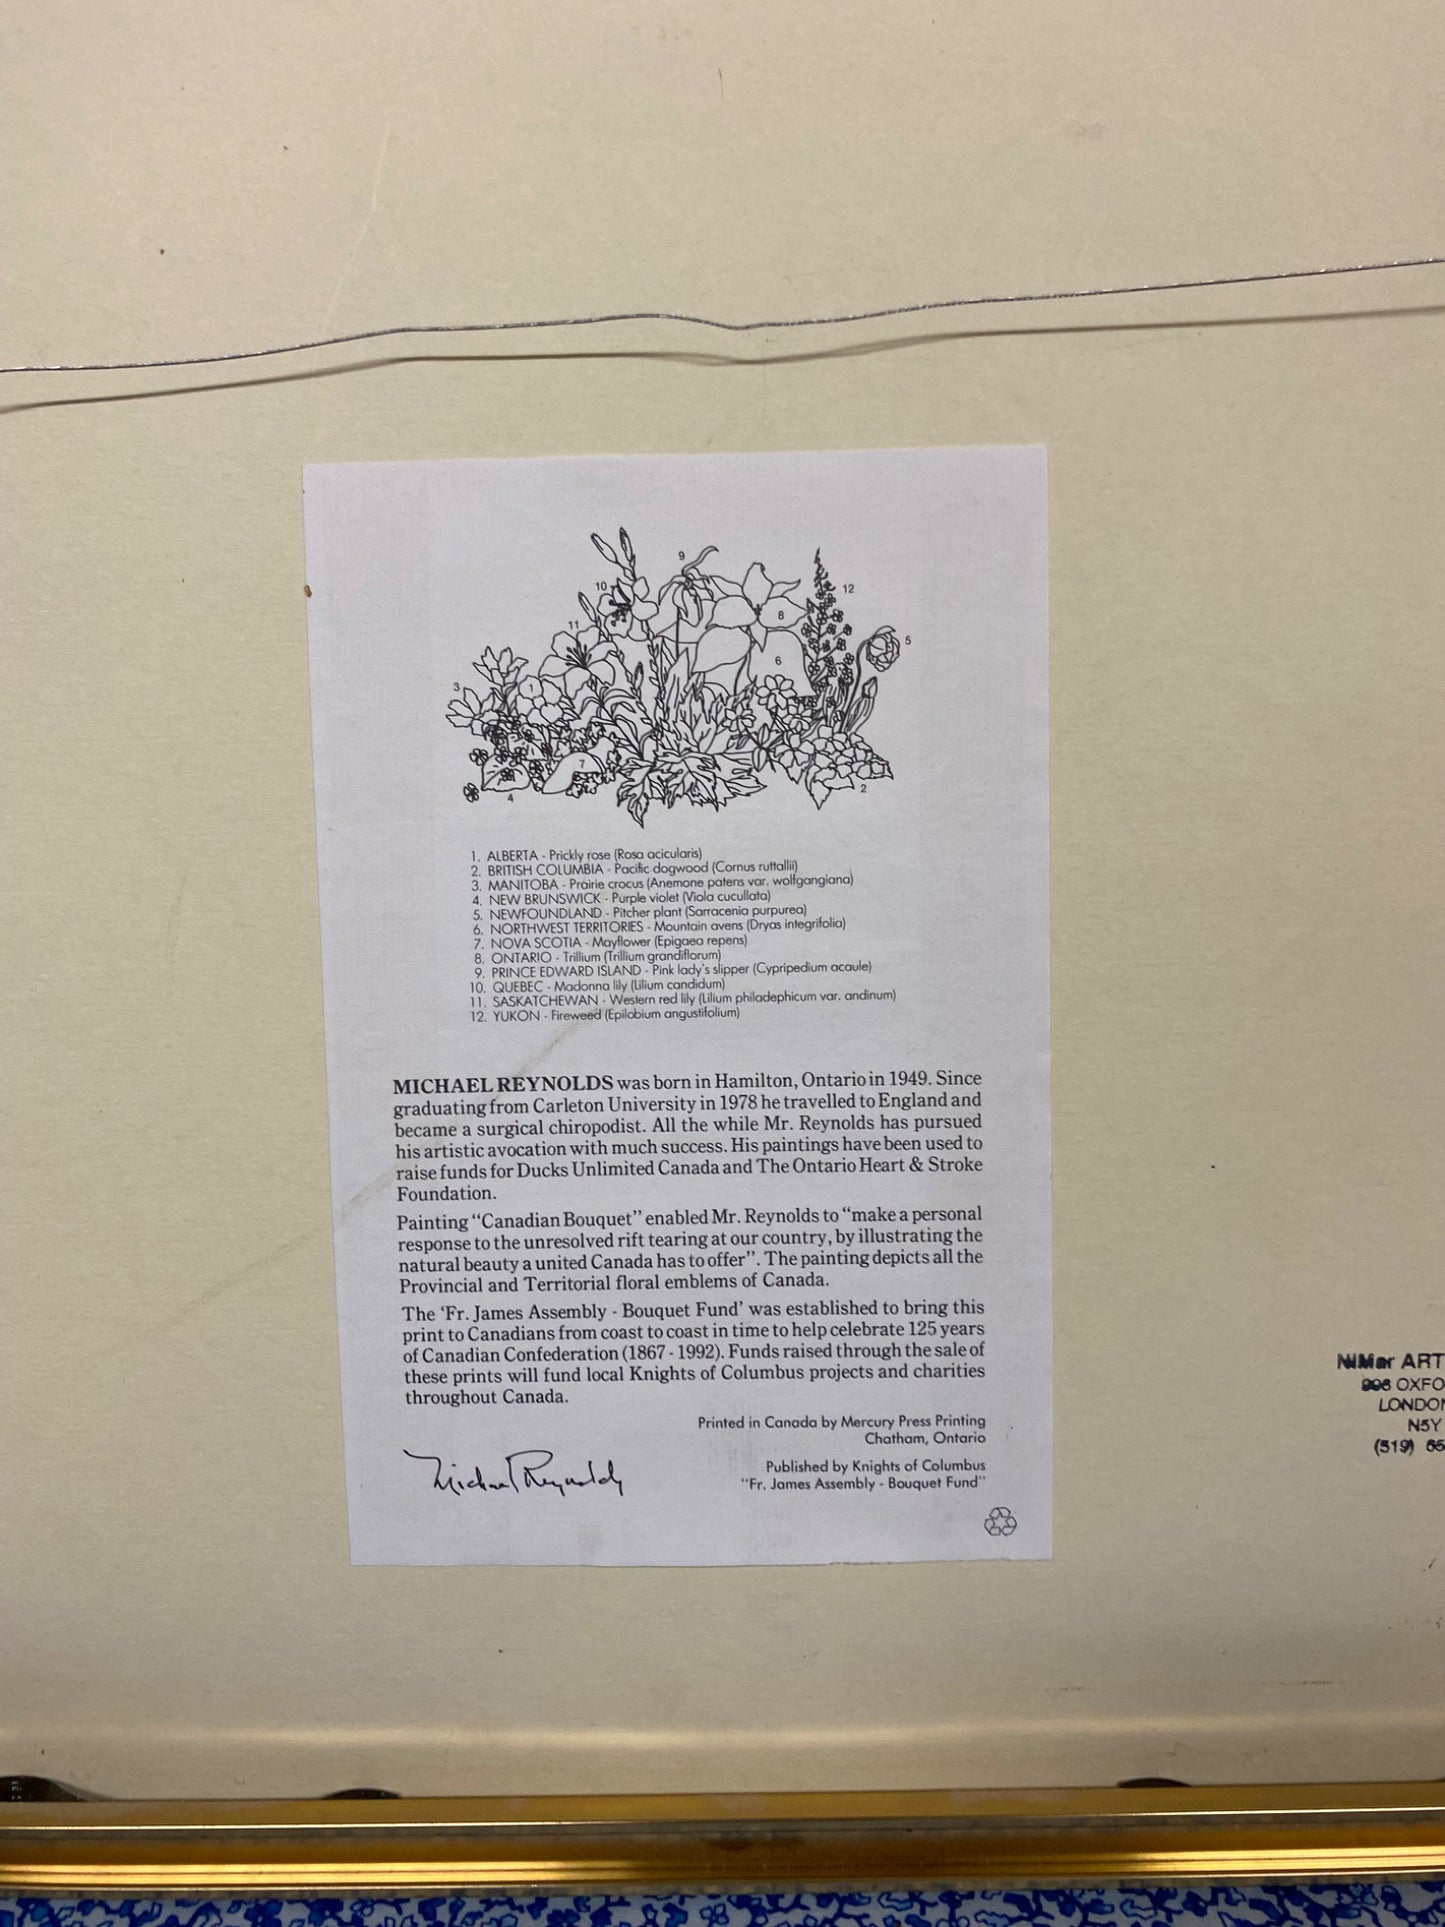 9
10
12
8
11
5
6
3
1
7
4
2
1. ALBERTA - Prickly rose (Rosa acicularis)
2. BRITISH COLUMBIA - Pacific dogwood (Cornus ruttallii)
3. MANITOBA - Prairie crocus (Anemone patens var. wolfgangiana)
4. NEW BRUNSWICK - Purple violet (Viola cucullata)
5. NEWFOUNDLAND - Pitcher plant (Sarracenia purpurea)
6. NORTHWEST TERRITORIES - Mountain avens (Dryas integrifolia)
7. NOVA SCOTIA - Mayflower (Epigaea repens)
8. ONTARIO - Trillium (Trillium grandiflorum)
9. PRINCE EDWARD ISLAND - Pink lady's slipper (Cypripedium acaule)
10. QUEBEC - Madonna lily (Lilium candidum)
11. SASKATCHEWAN - Western red lily (Lilium philadephicum var. andinum)
12. YUKON - Fireweed (Epilobium angustifolium)
MICHAEL REYNOLDS was born in Hamilton, Ontario in 1949. Since
graduating from Carleton University in 1978 he travelled to England and
became a surgical chiropodist. All the while Mr. Reynolds has pursued
his artistic avocation with much success. His paintings have been used to
raise funds for Ducks Unlimited Canada and The Ontario Heart & Stroke
Foundation.
Painting "Canadian Bouquet" enabled Mr. Reynolds to "make a personal
response to the unresolved rift tearing at our country, by illustrating the
natural beauty a united Canada has to offer". The painting depicts all the
Provincial and Territorial floral emblems of Canada.
The 'Fr. James Assembly - Bouquet Fund' was established to bring this
print to Canadians from coast to coast in time to help celebrate 125 years
of Canadian Confederation (1867 - 1992). Funds raised through the sale of
these prints will fund local Knights of Columbus projects and charities
throughout Canada.
Printed in Canada by Mercury Press Printing
Chatham, Ontario
Michael Reynolds
Published by Knights of Columbus
"Fr. James Assembly - Bouquet Fund"
NiMar ART
OXFO
LONDON
N5Y
(519) 65